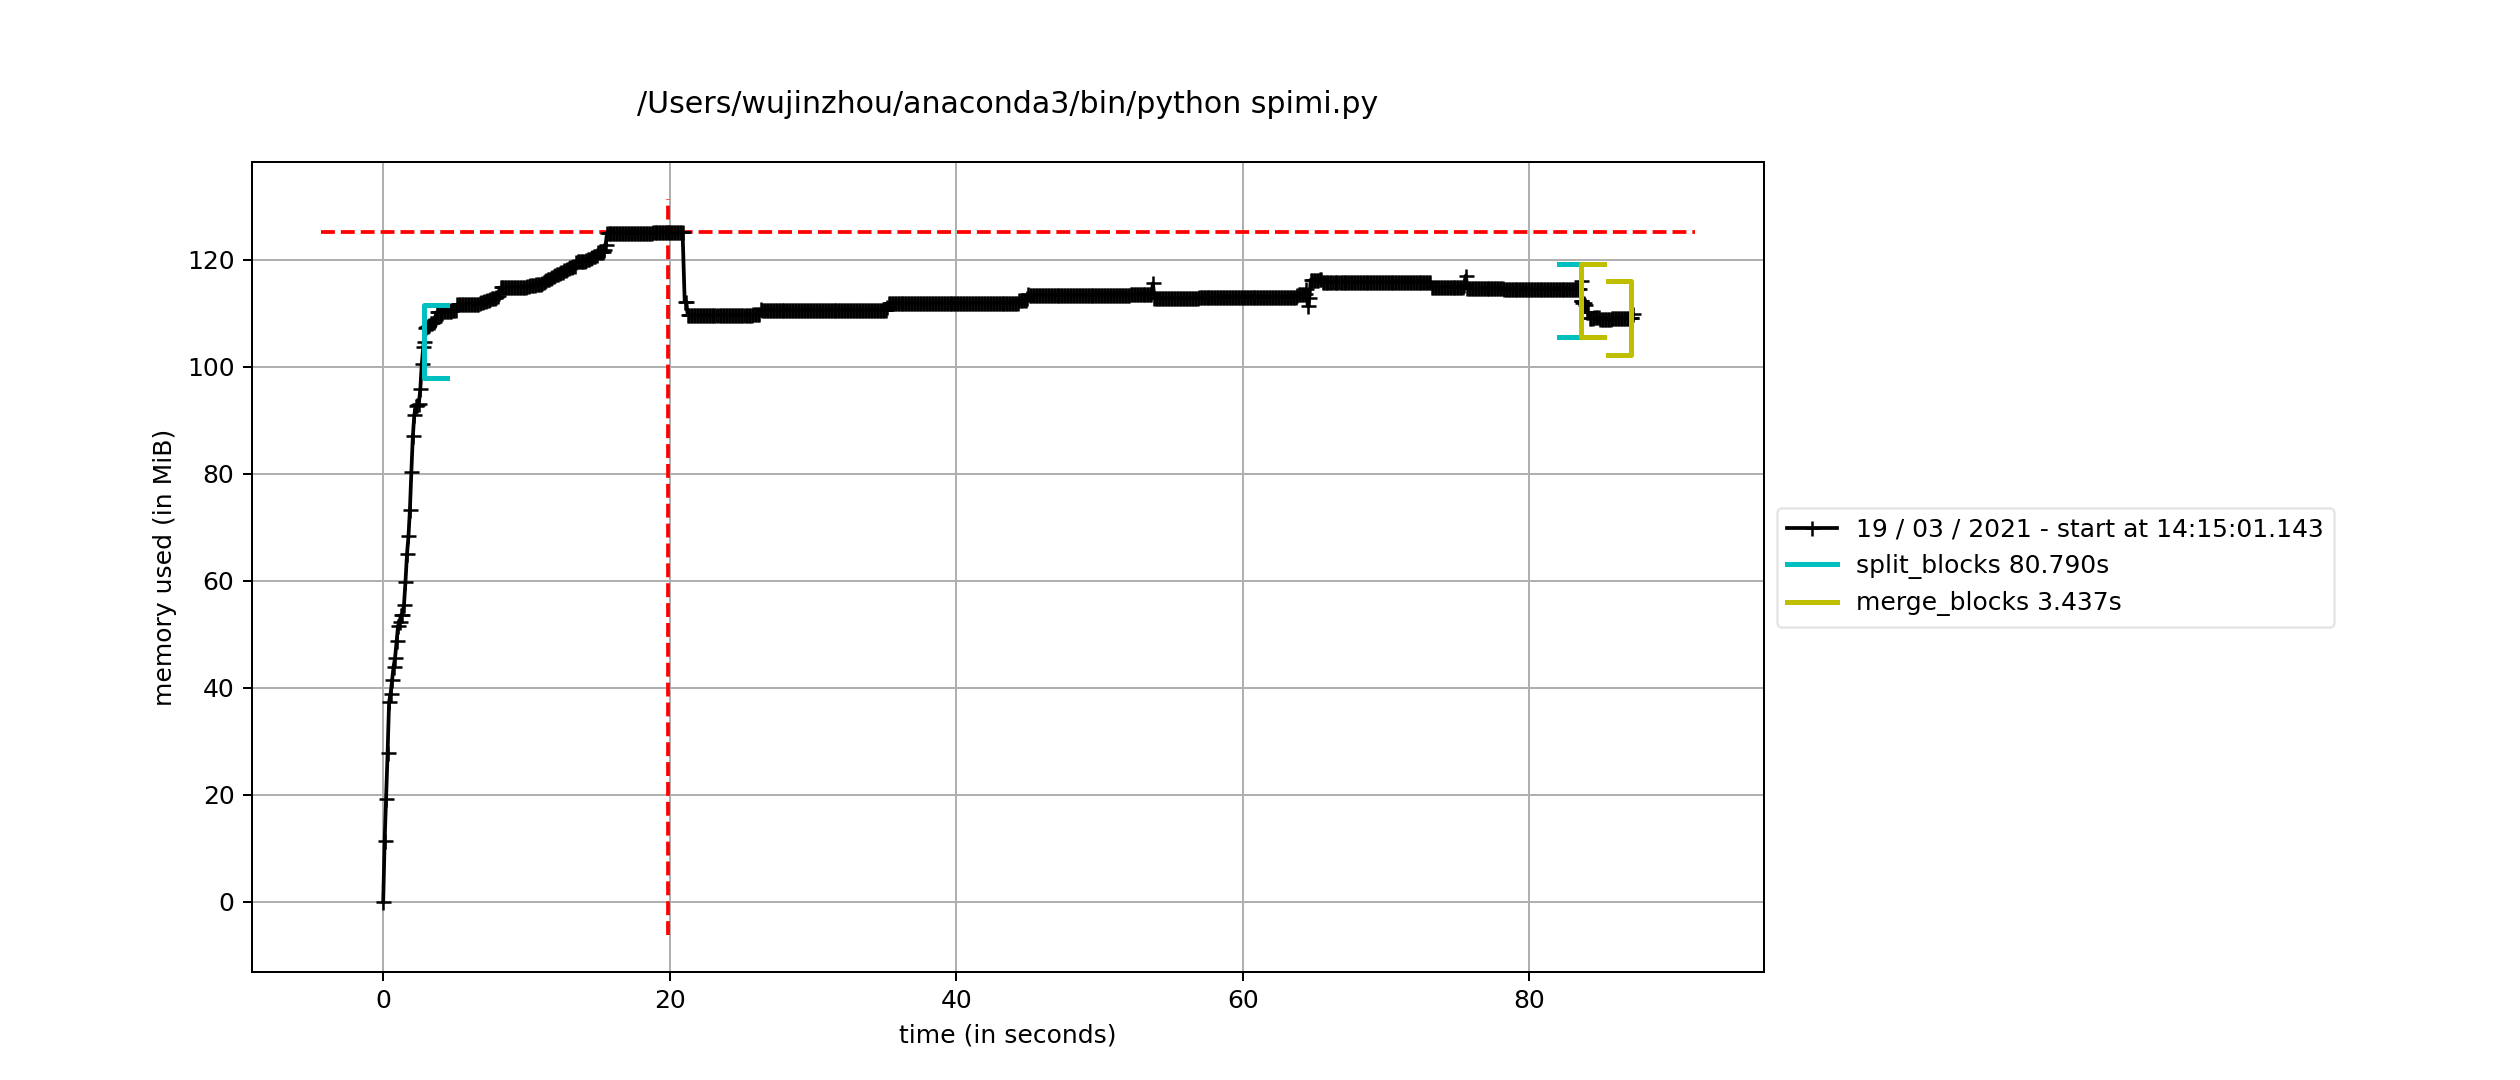 /Users/wujinzhou/anaconda3/bin/python spimi.py
memory used (in MiB)
120
100
80
60
40
20
0
0 20 40 60 80
time (in seconds)
19 / 03 / 2021 - start at 14:15:01.143
split_blocks 80.790s
merge_blocks 3.437s